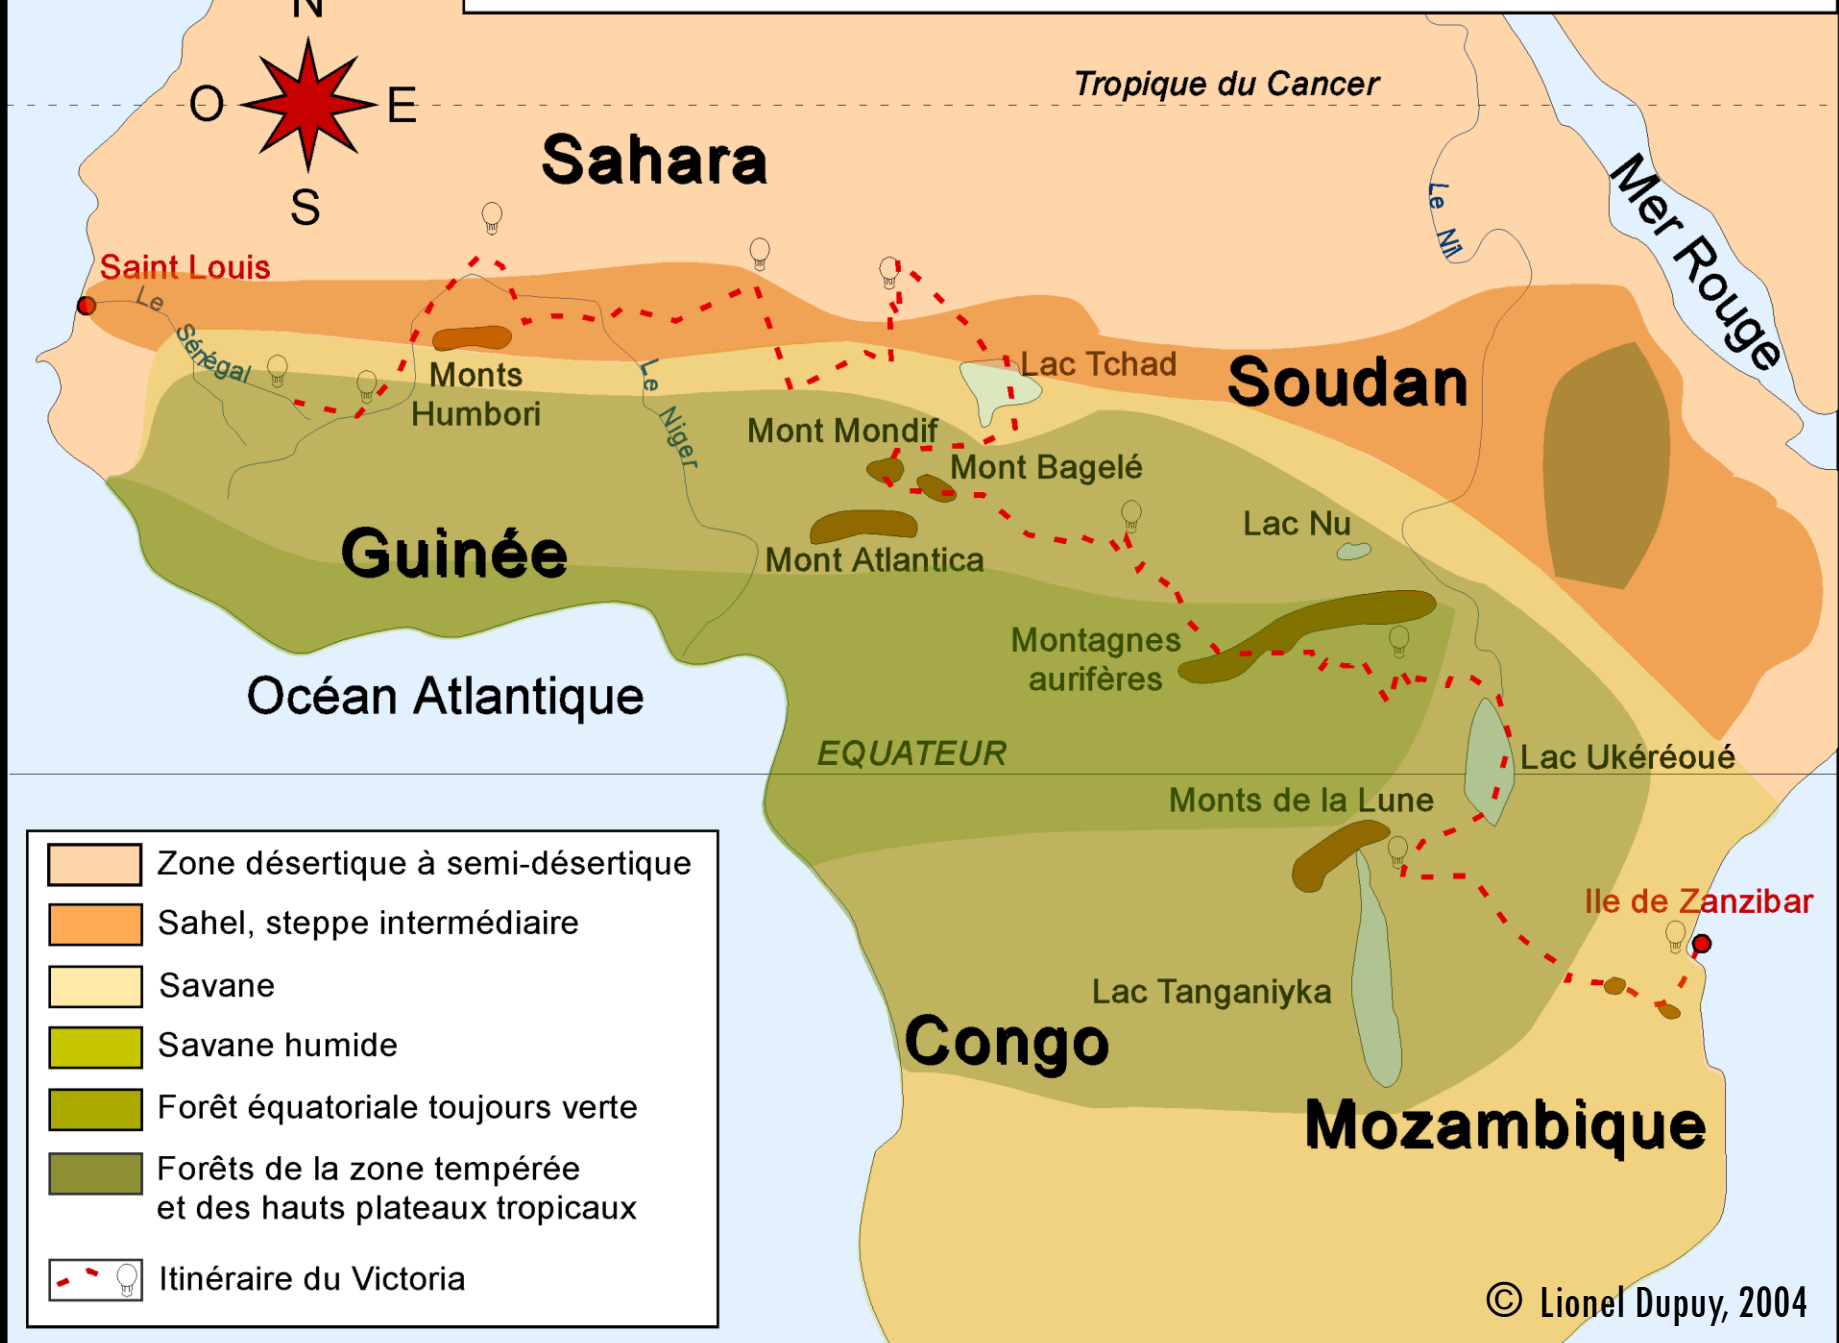 N
O
E
S
Tropique du Cancer
Sahara
Le Nil
Mer Rouge
Saint Louis
Le Sénégal
Monts
Humbori
Le Niger
Lac Tchad
Soudan
Mont Mondif
Mont Bagelé
Lac Nu
Guinée
Mont Atlantica
Montagnes
aurifères
Océan Atlantique
EQUATEUR
Lac Ukéréoué
Monts de la Lune
Ile de Zanzibar
Lac Tanganiyka
Congo
Mozambique
Zone désertique à semi-désertique
Sahel, steppe intermédiaire
Savane
Savane humide
Forêt équatoriale toujours verte
Forêts de la zone tempérée
et des hauts plateaux tropicaux
Itinéraire du Victoria
© Lionel Dupuy, 2004